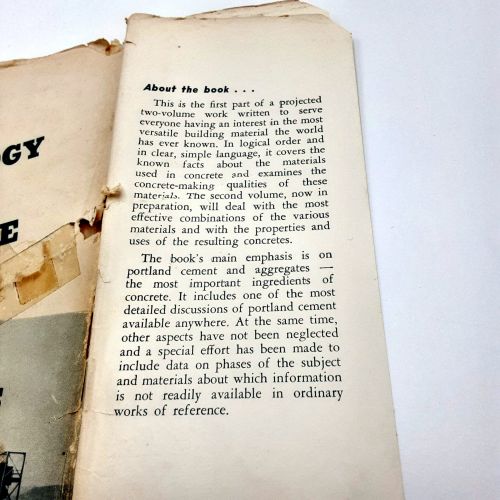 OGY
E
About the book . . .
This is the first part of a projected
two-volume work written to serve
everyone having an interest in the most
versatile building material the world
has ever known. In logical order and
in clear, simple language, it covers the
known facts about the materials
used in concrete and examines the
concrete-making qualities of these
materials. The second volume, now in
preparation, will deal with the most
effective combinations of the various
materials and with the properties and
uses of the resulting concretes.
The book's main emphasis is on
portland cement and aggregates —
the most important ingredients of
concrete. It includes one of the most
detailed discussions of portland cement
available anywhere. At the same time,
other aspects have not been neglected
and a special effort has been made to
include data on phases of the subject
and materials about which information
is not readily available in ordinary
works of reference.